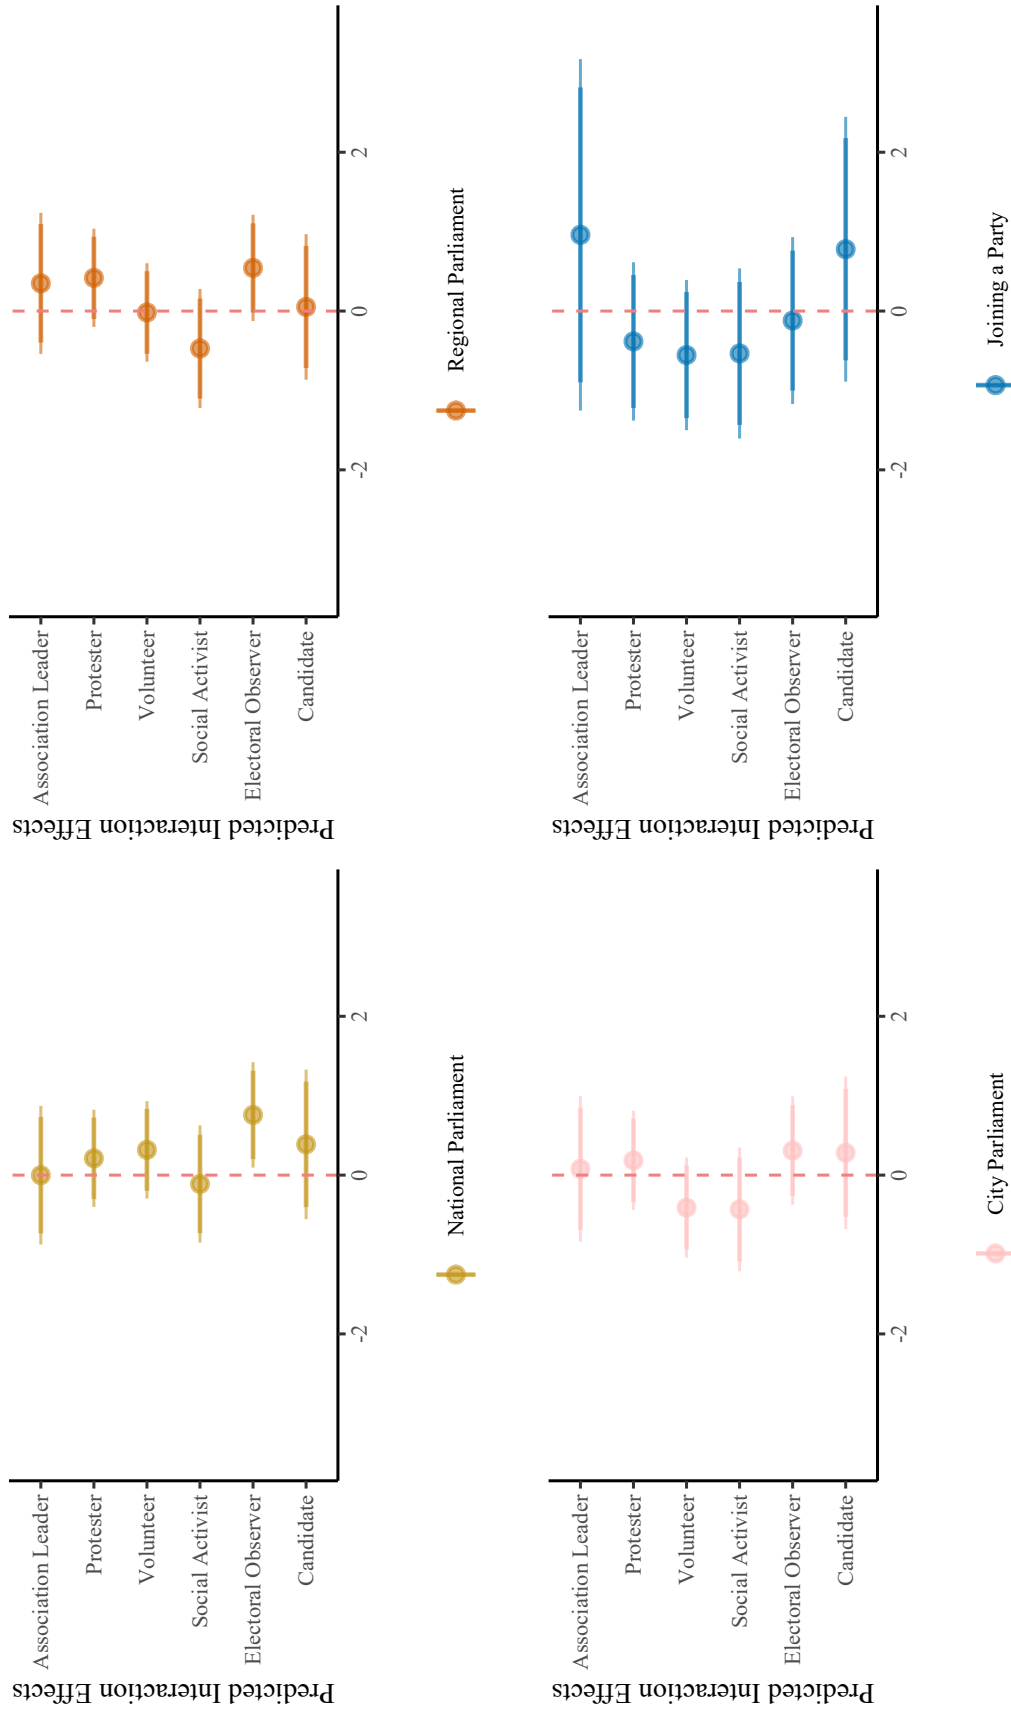 Predicted Interaction Effects
Association Leader
Protester
Volunteer
Social Activist
Electoral Observer
Candidate
-2
0
2
National Parliament
Predicted Interaction Effects
Association Leader
Protester
Volunteer
Social Activist
Electoral Observer
Candidate
-2
0
2
Regional Parliament
Predicted Interaction Effects
Association Leader
Protester
Volunteer
Social Activist
Electoral Observer
Candidate
-2
0
2
City Parliament
Predicted Interaction Effects
Association Leader
Protester
Volunteer
Social Activist
Electoral Observer
Candidate
-2
0
2
Joining a Party